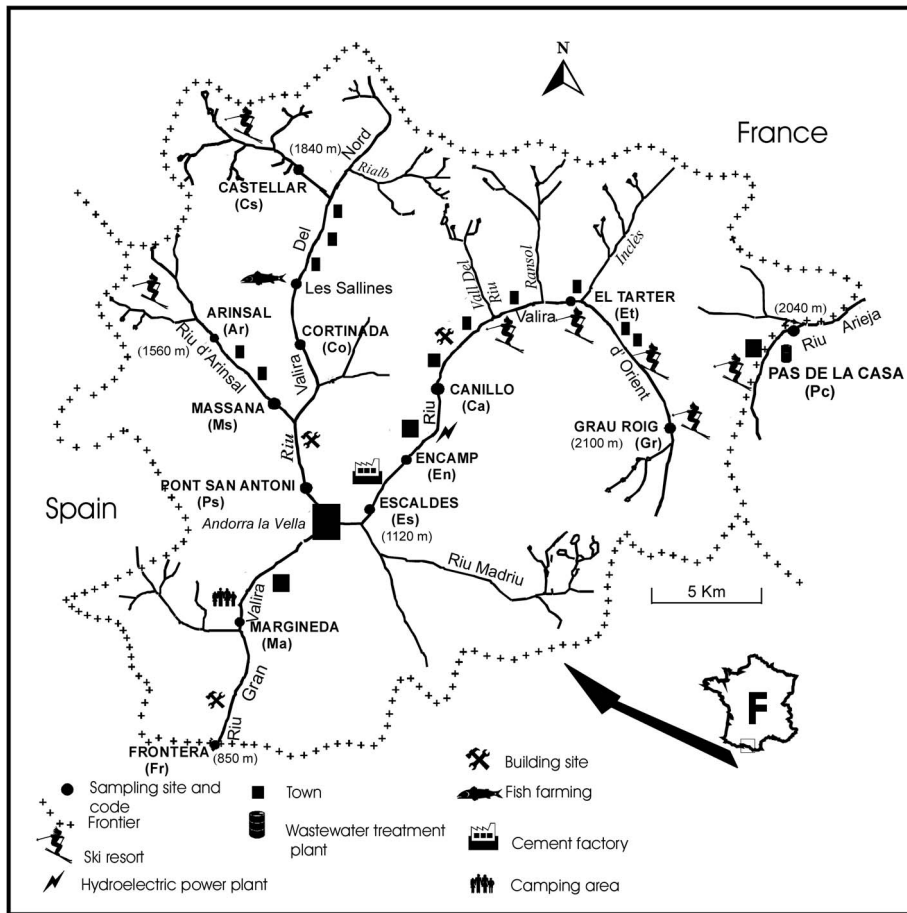 N
France
Nord
(1840 m)
Rialb
CASTELLAR
(Cs)
Del
Vall Del
Riu
Ransol
Inclès
Les Sallines
EL TARTER
(Et)
Valira
(2040 m)
Riu Arieja
ARINSAL
(Ar)
CORTINADA
(Co)
(1560 m)
Riu d'Arinsal
Valira
d' Orient
PAS DE LA CASA
(Pc)
CANILLO
(Ca)
MASSANA
(Ms)
Riu
Riu
GRAU ROIG
(2100 m) (Gr)
ENCAMP
(En)
PONT SAN ANTONI
(Ps)
Spain
ESCALDES
(Es)
(1120 m)
Andorra la Vella
Riu Madriu
5 Km
Valira
MARGINEDA
(Ma)
Gran
Riu
F
FRONTERA
(Fr)
(850 m)
Sampling site and
code
Frontier
Ski resort
Hydroelectric power plant
Town
Wastewater treatment
plant
Building site
Fish farming
Cement factory
Camping area